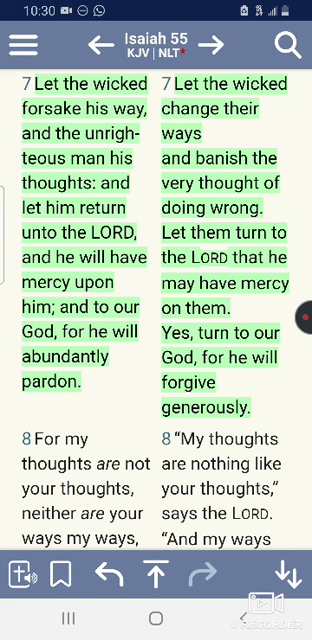 10:30
Isaiah 55
KJV | NLT*
7 Let the wicked
forsake his way,
and the unrigh-
teous man his
thoughts: and
let him return
unto the LORD,
and he will have
mercy upon
him; and to our
God, for he will
abundantly
pardon.
8 For my
thoughts are not
your thoughts,
neither are your
ways my ways,
7 Let the wicked
change their
ways
and banish the
very thought of
doing wrong.
Let them turn to
the LORD that he
may have mercy
on them.
Yes, turn to our
God, for he will
forgive
generously.
8 “My thoughts
are nothing like
your thoughts,”
says the LORD.
“And my ways
V RECORDER